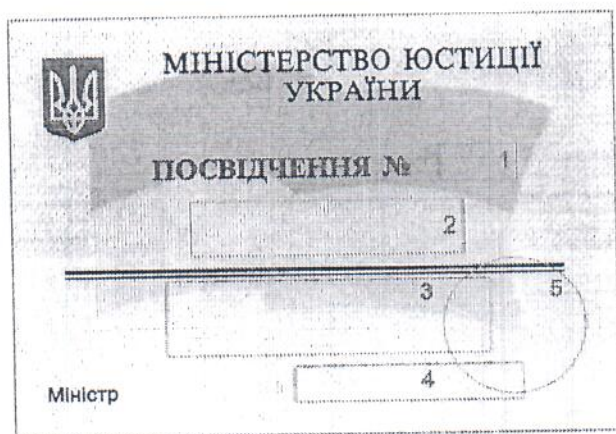 МІНІСТЕРСТВО ЮСТИЦІЇ
УКРАЇНИ
ПОСВІДЧЕННЯ № 1
2
3
5
4
Міністр